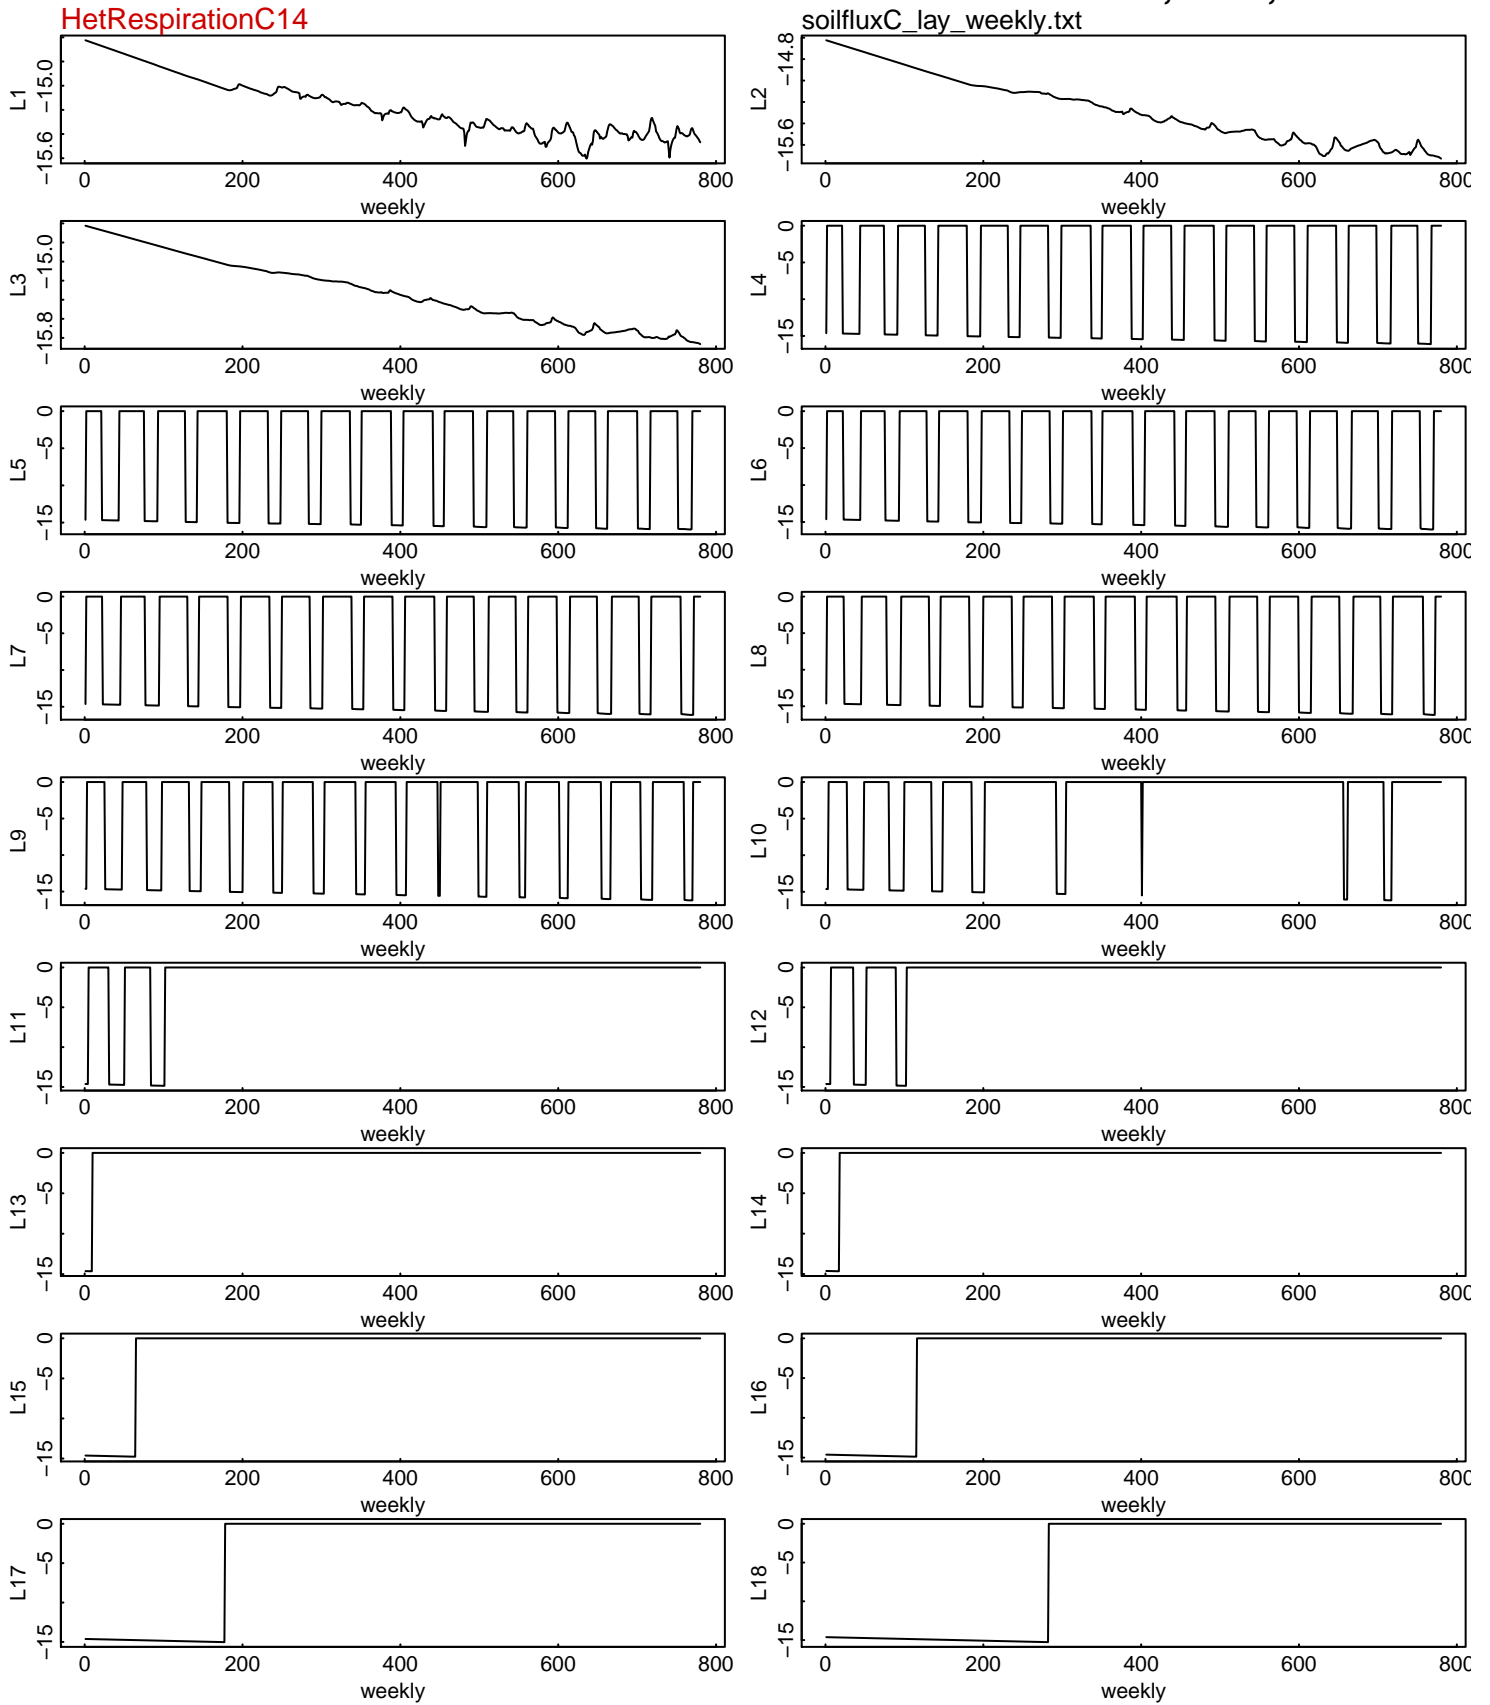 HetRespirationC14
soilfluxC_lay_weekly.txt
L1
−15.6 −15.0
0 200 400 600 800
weekly
L2
−15.6 −14.8
0 200 400 600 800
weekly
L3
−15.8 −15.0
0 200 400 600 800
weekly
L4
−15 −5 0
0 200 400 600 800
weekly
L5
−15 −5 0
0 200 400 600 800
weekly
L6
−15 −5 0
0 200 400 600 800
weekly
L7
−15 −5 0
0 200 400 600 800
weekly
L8
−15 −5 0
0 200 400 600 800
weekly
L9
−15 −5 0
0 200 400 600 800
weekly
L10
−15 −5 0
0 200 400 600 800
weekly
L11
−15 −5 0
0 200 400 600 800
weekly
L12
−15 −5 0
0 200 400 600 800
weekly
L13
−15 −5 0
0 200 400 600 800
weekly
L14
−15 −5 0
0 200 400 600 800
weekly
L15
−15 −5 0
0 200 400 600 800
weekly
L16
−15 −5 0
0 200 400 600 800
weekly
L17
−15 −5 0
0 200 400 600 800
weekly
L18
−15 −5 0
0 200 400 600 800
weekly